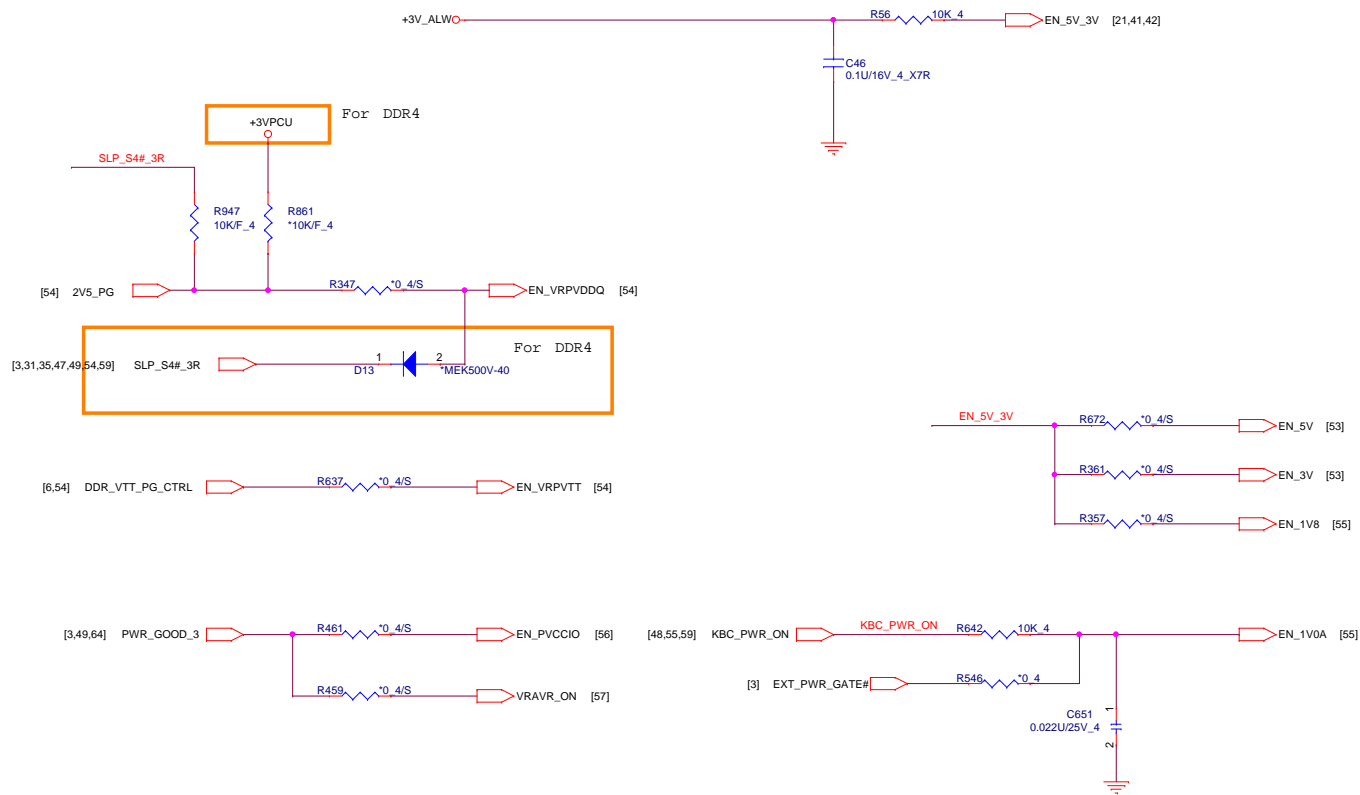 +3V_ALW
R56
10K_4
EN_5V_3V [21,41,42]
C46
0.1U/16V_4_X7R
+3VPCU
For DDR4
SLP_S4#_3R
R947
10K/F_4
R861
*10K/F_4
[54] 2V5_PG
R347
*0_4/S
EN_VRPVDDQ [54]
For DDR4
[3,31,35,47,49,54,59] SLP_S4#_3R
1
D13
2
*MEK500V-40
EN_5V_3V
R672
*0_4/S
EN_5V [53]
R361
*0_4/S
EN_3V [53]
R357
*0_4/S
EN_1V8 [55]
[6,54] DDR_VTT_PG_CTRL
R637
*0_4/S
EN_VRPVTT [54]
[3,49,64] PWR_GOOD_3
R461
*0_4/S
EN_PVCCIO [56]
R459
*0_4/S
VRAVR_ON [57]
[48,55,59] KBC_PWR_ON
KBC_PWR_ON
R642
10K_4
EN_1V0A [55]
[3] EXT_PWR_GATE#
R546
*0_4
C651
0.022U/25V_4
1
2